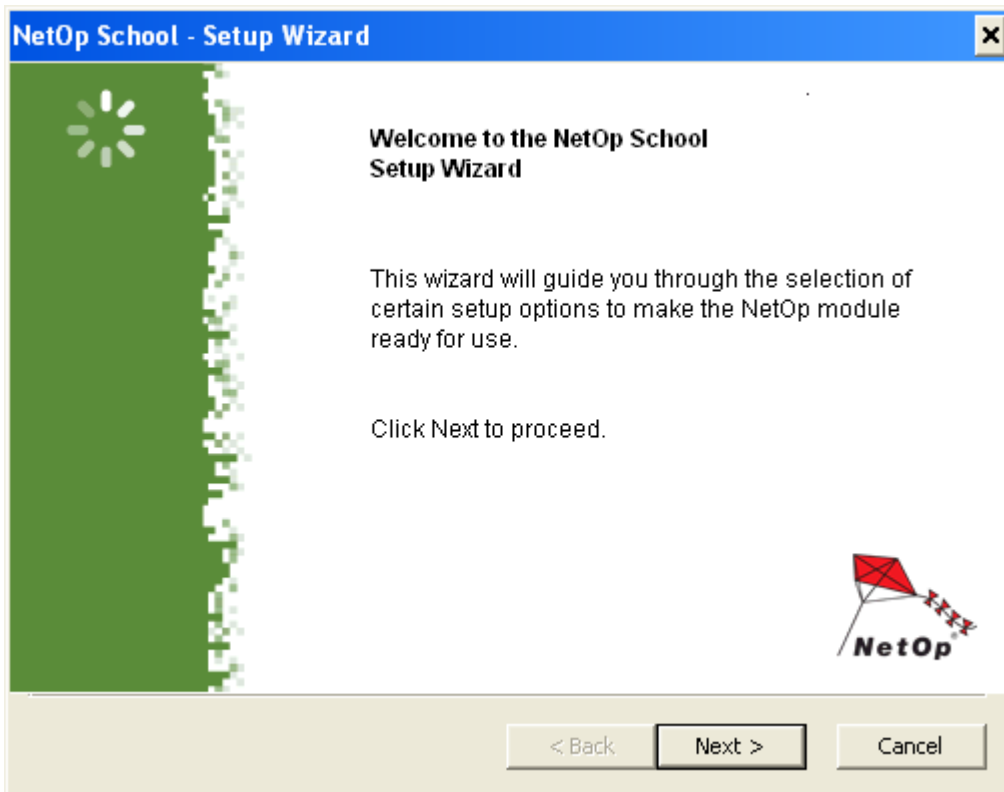 NetOp School - Setup Wizard
Welcome to the NetOp School
Setup Wizard
This wizard will guide you through the selection of
certain setup options to make the NetOp module
ready for use.
Click Next to proceed.
NetOp®
< Back
Next >
Cancel